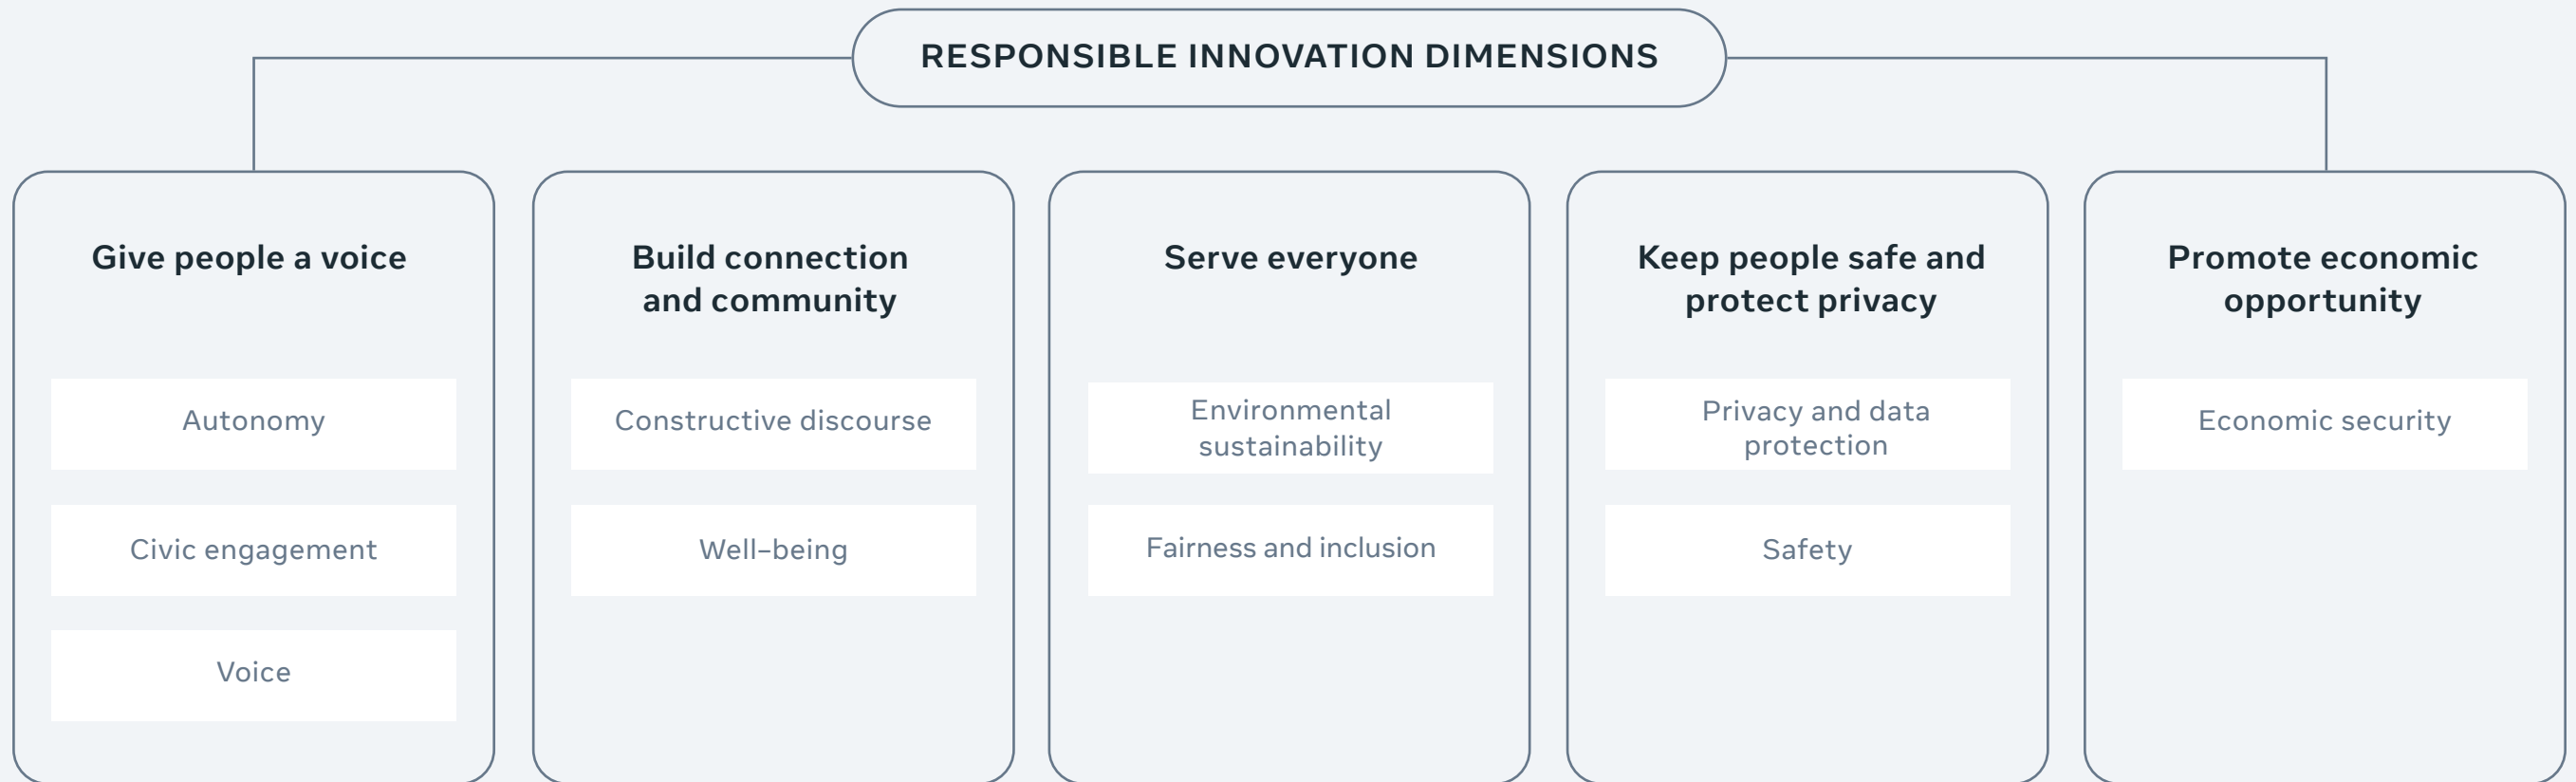 RESPONSIBLE INNOVATION DIMENSIONS
Give people a voice
Autonomy
Civic engagement
Voice
Build connection
and community
Constructive discourse
Well–being
Serve everyone
Environmental
sustainability
Fairness and inclusion
Keep people safe and
protect privacy
Privacy and data
protection
Safety
Promote economic
opportunity
Economic security